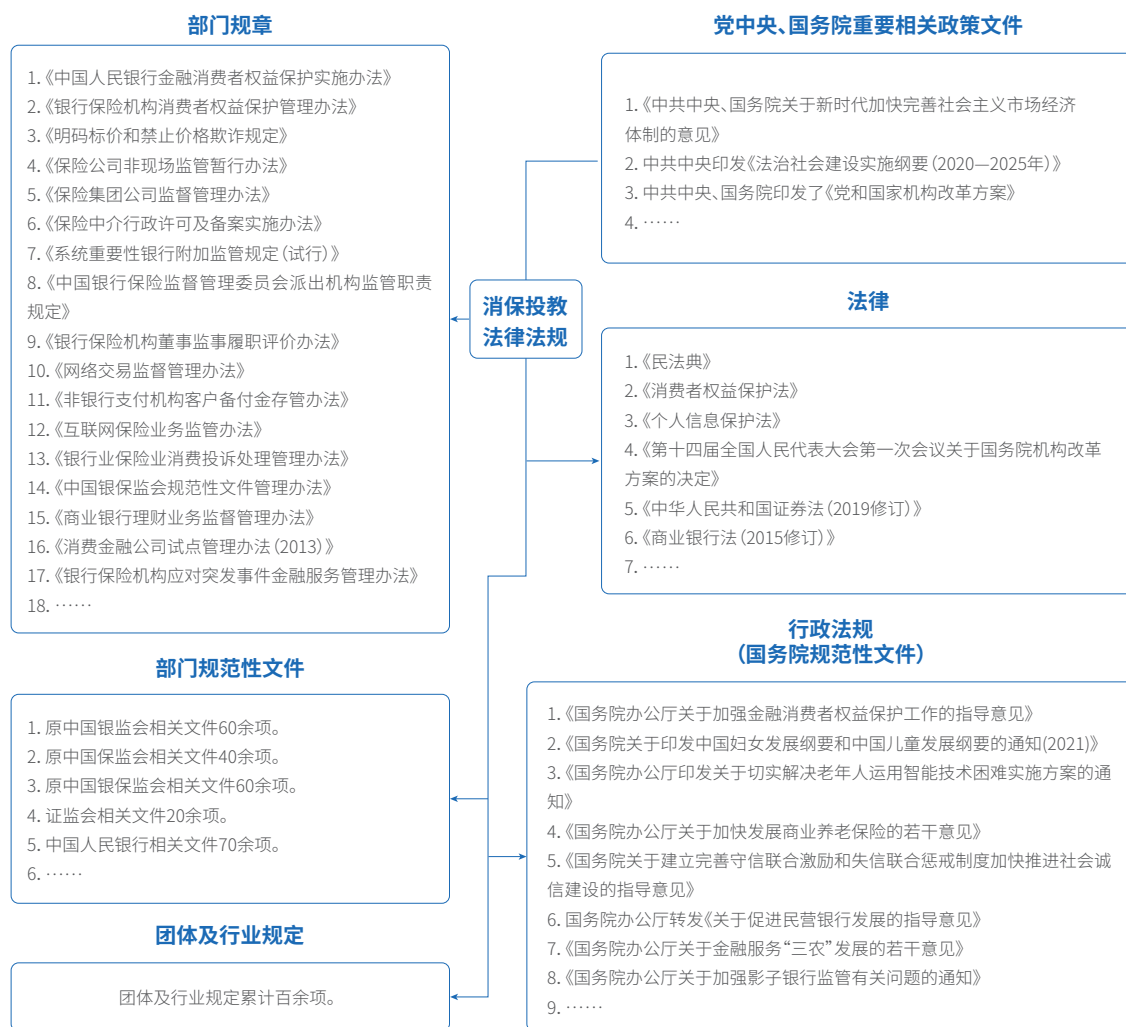 部门规章
1.《中国人民银行金融消费者权益保护实施办法》
2.《银行保险机构消费者权益保护管理办法》
3.《明码标价和禁止价格欺诈规定》
4.《保险公司非现场监管暂行办法》
5.《保险集团公司监督管理办法》
6.《保险中介行政许可及备案实施办法》
7.《系统重要性银行附加监管规定(试行)》
8.《中国银行保险监督管理委员会派出机构监管职责
规定》
9.《银行保险机构董事监事履职评价办法》
10.《网络交易监督管理办法》
11.《非银行支付机构客户备付金存管办法》
12.《互联网保险业务监管办法》
13.《银行业保险业消费投诉处理管理办法》
14.《中国银保监会规范性文件管理办法》
15.《商业银行理财业务监督管理办法》
16.《消费金融公司试点管理办法(2013)》
17.《银行保险机构应对突发事件金融服务管理办法》
18. ……
部门规范性文件
1. 原中国银监会相关文件60余项。
2. 原中国保监会相关文件40余项。
3. 原中国银保监会相关文件60余项。
4. 证监会相关文件20余项。
5. 中国人民银行相关文件70余项。
6. ……
团体及行业规定
团体及行业规定累计百余项。
消保投教
法律法规
党中央、国务院重要相关政策文件
1.《中共中央、国务院关于新时代加快完善社会主义市场经济
体制的意见》
2. 中共中央印发《法治社会建设实施纲要(2020—2025年)》
3. 中共中央、国务院印发了《党和国家机构改革方案》
4. ……
法律
1.《民法典》
2.《消费者权益保护法》
3.《个人信息保护法》
4.《第十四届全国人民代表大会第一次会议关于国务院机构改革
方案的决定》
5.《中华人民共和国证券法(2019修订)》
6.《商业银行法(2015修订)》
7. ……
行政法规
(国务院规范性文件)
1.《国务院办公厅关于加强金融消费者权益保护工作的指导意见》
2.《国务院关于印发中国妇女发展纲要和中国儿童发展纲要的通知(2021)》
3.《国务院办公厅印发关于切实解决老年人运用智能技术困难实施方案的通
知》
4.《国务院办公厅关于加快发展商业养老保险的若干意见》
5.《国务院关于建立完善守信联合激励和失信联合惩戒制度加快推进社会诚
信建设的指导意见》
6. 国务院办公厅转发《关于促进民营银行发展的指导意见》
7.《国务院办公厅关于金融服务“三农”发展的若干意见》
8.《国务院办公厅关于加强影子银行监管有关问题的通知》
9. ……